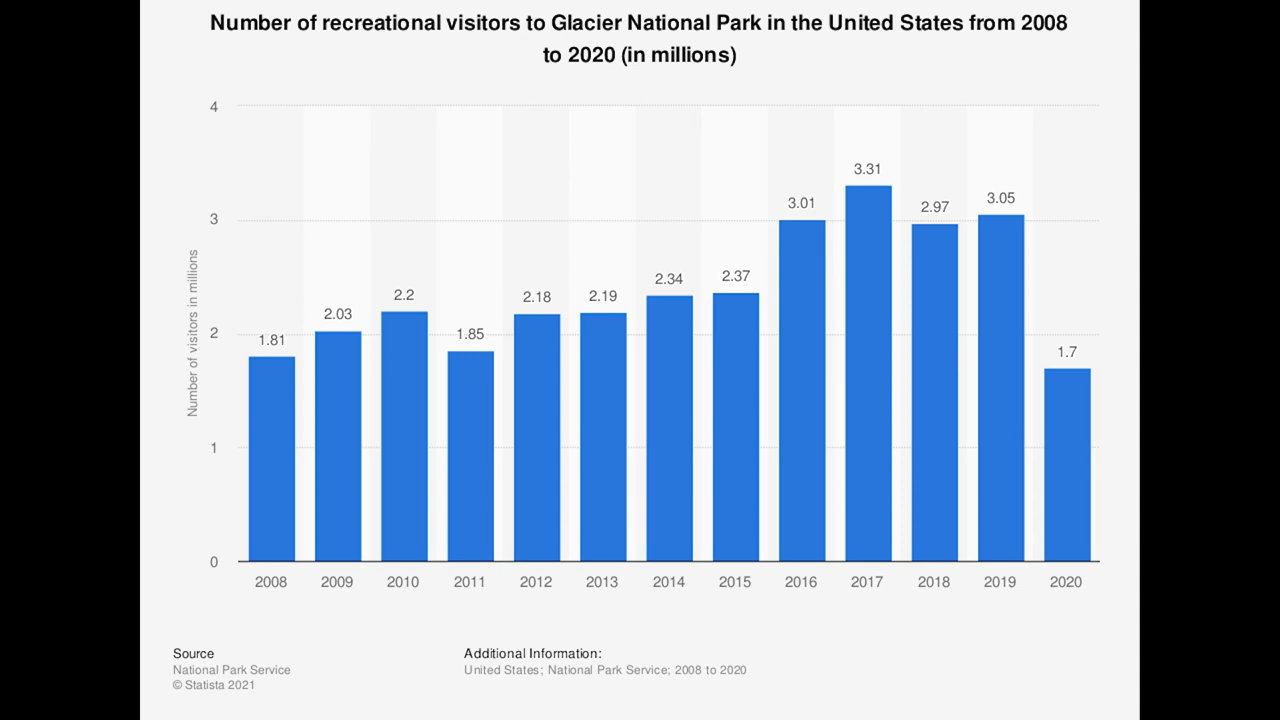 Number of recreational visitors to Glacier National Park in the United States from 2008
to 2020 (in millions)
Number of visitors in millions
4
3
2
1
0
1.81
2.03
2.2
1.85
2.18
2.19
2.34
2.37
3.01
3.31
2.97
3.05
1.7
2008 2009 2010 2011 2012 2013 2014 2015 2016 2017 2018 2019 2020
Source
National Park Service
© Statista 2021
Additional Information:
United States; National Park Service; 2008 to 2020